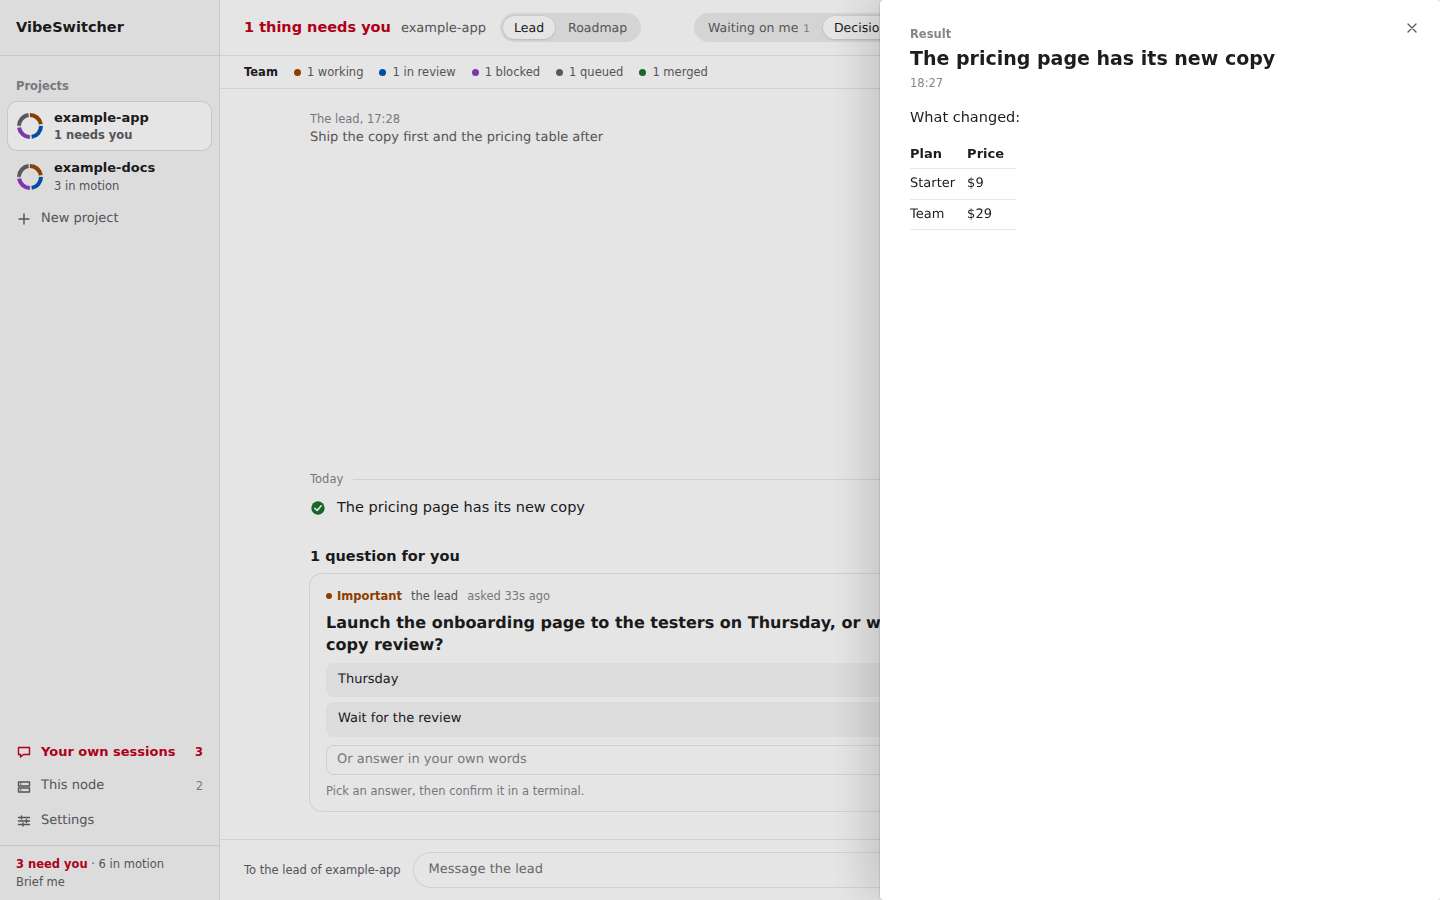 VibeSwitcher
Projects
example-app
1 needs you
example-docs
3 in motion
New project
Your own sessions 3
This node 2
Settings
3 need you · 6 in motion
Brief me
1 thing needs you example-app Lead Roadmap Waiting on me 1 Decisio
Team 1 working 1 in review 1 blocked 1 queued 1 merged
The lead, 17:28
Ship the copy first and the pricing table after
Today
The pricing page has its new copy
1 question for you
Important the lead asked 33s ago
Launch the onboarding page to the testers on Thursday, or w
copy review?
Thursday
Wait for the review
Or answer in your own words
Pick an answer, then confirm it in a terminal.
To the lead of example-app Message the lead
Result
The pricing page has its new copy
18:27
What changed:
Plan Price
Starter $9
Team $29